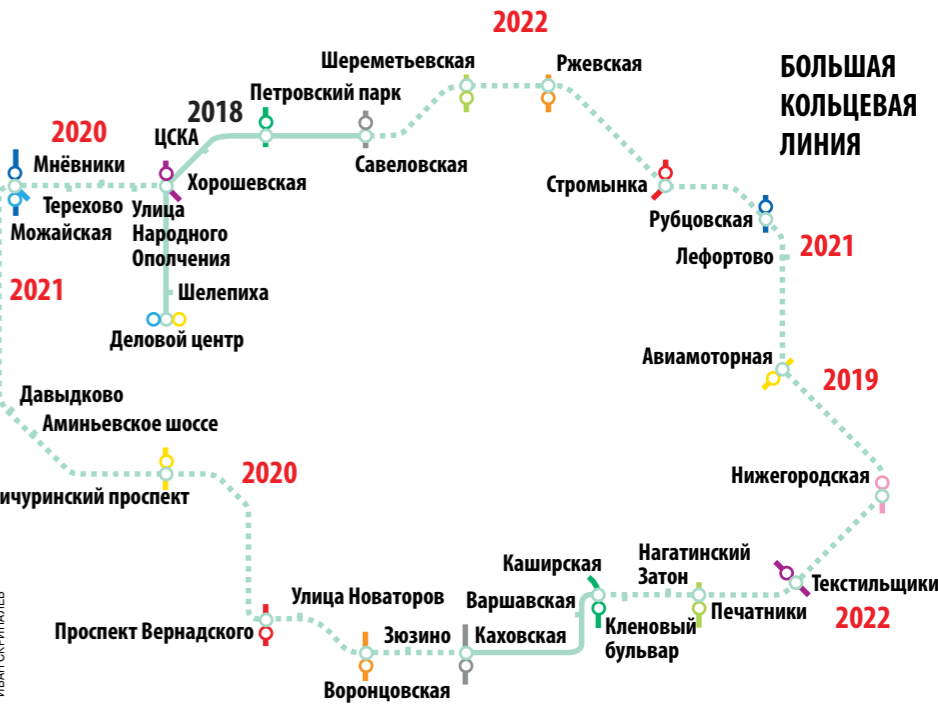 2022
БОЛЬШАЯ
КОЛЬЦЕВАЯ
ЛИНИЯ
Шереметьевская
Ржевская
Петровский парк
2018
2020
ЦСКА
Савеловская
Мнёвники
Хорошевская
Стромынка
Терехово
Улица
Народного
Ополчения
Можайская
Рубцовская
Лефортово
2021
2021
Шелепиха
Деловой центр
Авиамоторная
2019
Давыдково
Аминьевское шоссе
2020
Нижегородская
ичуринский проспект
Каширская
Нагатинский
Затон
Текстильщики
Улица Новаторов
Варшавская
Печатники
2022
Проспект Вернадского
Зюзино
Каховская
Кленовый
бульвар
Воронцовская
ИВАН СКРИПАЛЕВ